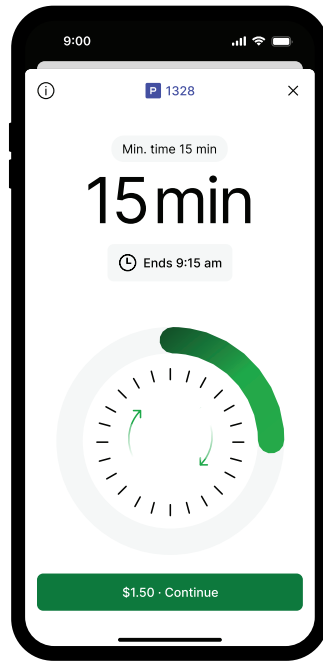 9:00
P 1328
Min. time 15 min
15 min
Ends 9:15 am
$1.50 · Continue